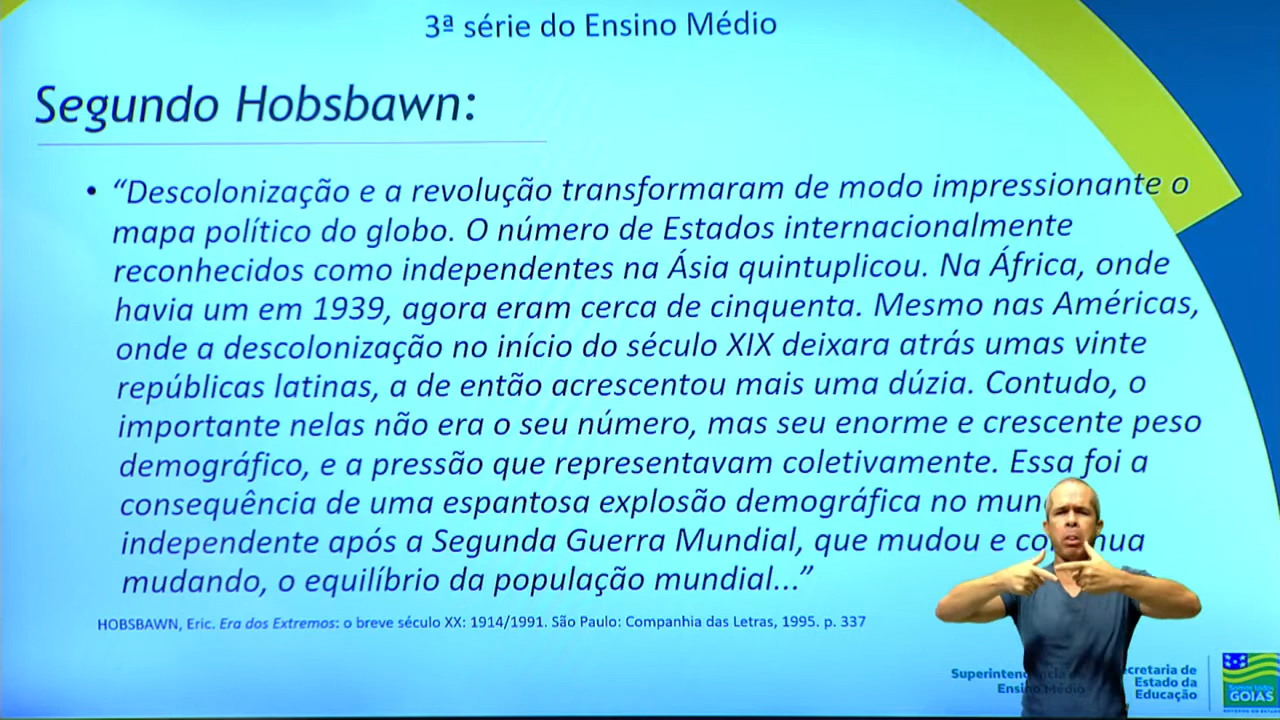 3ª série do Ensino Médio
Segundo Hobsbawn:
• “Descolonização e a revolução transformaram de modo impressionante o
mapa político do globo. O número de Estados internacionalmente
reconhecidos como independentes na Ásia quintuplicou. Na África, onde
havia um em 1939, agora eram cerca de cinquenta. Mesmo nas Américas,
onde a descolonização no início do século XIX deixara atrás umas vinte
repúblicas latinas, a de então acrescentou mais uma dúzia. Contudo, o
importante nelas não era o seu número, mas seu enorme e crescente peso
demográfico, e a pressão que representavam coletivamente. Essa foi a
consequência de uma espantosa explosão demográfica no
independente após a Segunda Guerra Mundial, que mudou e
mudando, o equilíbrio da população mundial...”
HOBSBAWN, Eric. Era dos Extremos: o breve século XX: 1914/1991. São Paulo: Companhia das Letras, 1995. p. 337
Ensino Médio
Estado da
Educação
GOIÁS